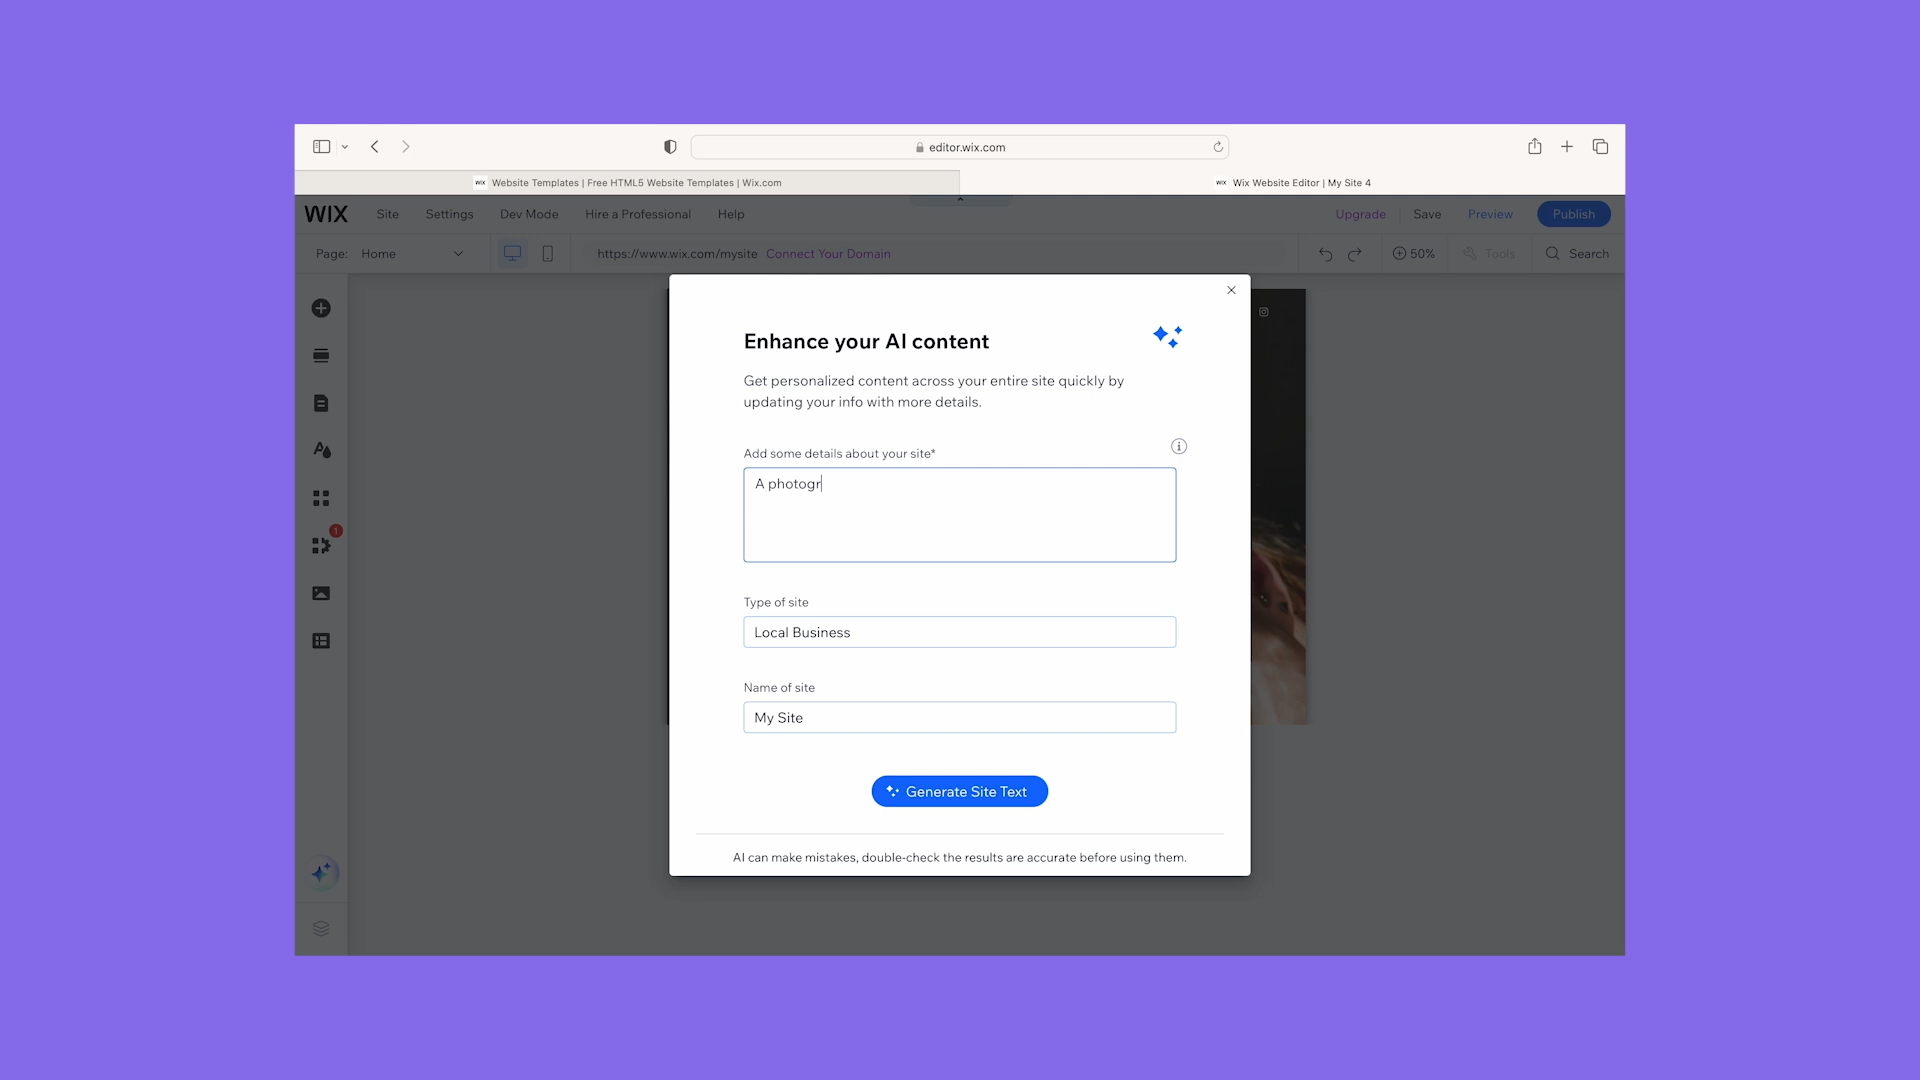 editor.wix.com
WIX Website Templates | Free HTML5 Website Templates | Wix.com
WIX Wix Website Editor | My Site 4
WIX Site Settings Dev Mode Hire a Professional Help Upgrade Save Preview Publish
Page: Home https://www.wix.com/mysite Connect Your Domain 50% Tools Search
1
Enhance your AI content
Get personalized content across your entire site quickly by
updating your info with more details.
Add some details about your site*
A photogr
Type of site
Local Business
Name of site
My Site
Generate Site Text
AI can make mistakes, double-check the results are accurate before using them.